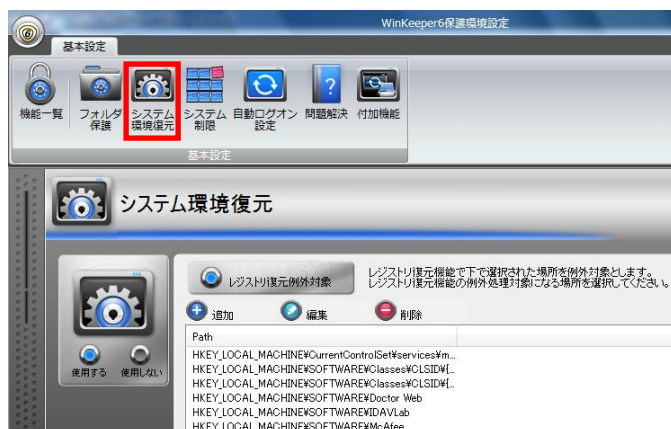 WinKeeper6保護環境設定
基本設定
機能一覧
フォルダ
保護
システム
環境復元
システム
制限
自動ログオン
設定
問題解決
付加機能
基本設定
システム環境復元
レジストリ復元例外対象
レジストリ復元機能で下で選択された場所を例外対象とします。
レジストリ復元機能の例外処理対象になる場所を選択してください。
追加
編集
削除
使用する
使用しない
Path
HKEY_LOCAL_MACHINE¥CurrentControlSet¥services¥m...
HKEY_LOCAL_MACHINE¥SOFTWARE¥Classes¥CLSID¥{...
HKEY_LOCAL_MACHINE¥SOFTWARE¥Classes¥CLSID¥{...
HKEY_LOCAL_MACHINE¥SOFTWARE¥Doctor Web
HKEY_LOCAL_MACHINE¥SOFTWARE¥IDAVLab
HKEY_LOCAL_MACHINE¥SOFTWARE¥McAfee